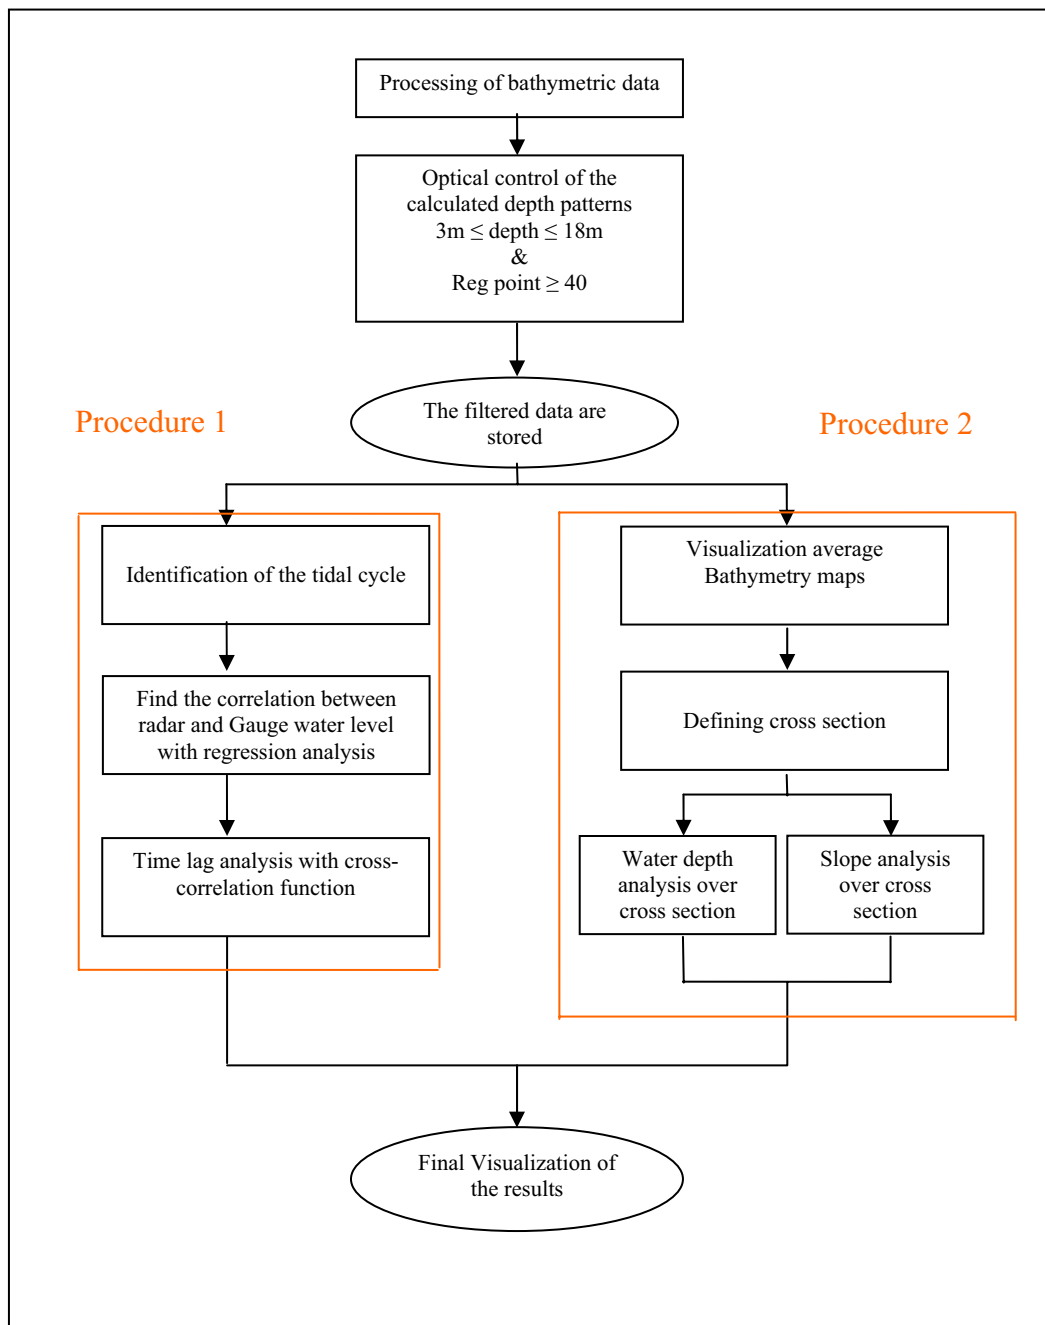 Processing of bathymetric data
Optical control of the
calculated depth patterns
3m ≤ depth ≤ 18m
&
Reg point ≥ 40
The filtered data are
stored
Procedure 1
Procedure 2
Identification of the tidal cycle
Find the correlation between
radar and Gauge water level
with regression analysis
Time lag analysis with cross-
correlation function
Visualization average
Bathymetry maps
Defining cross section
Water depth
analysis over
cross section
Slope analysis
over cross
section
Final Visualization of
the results